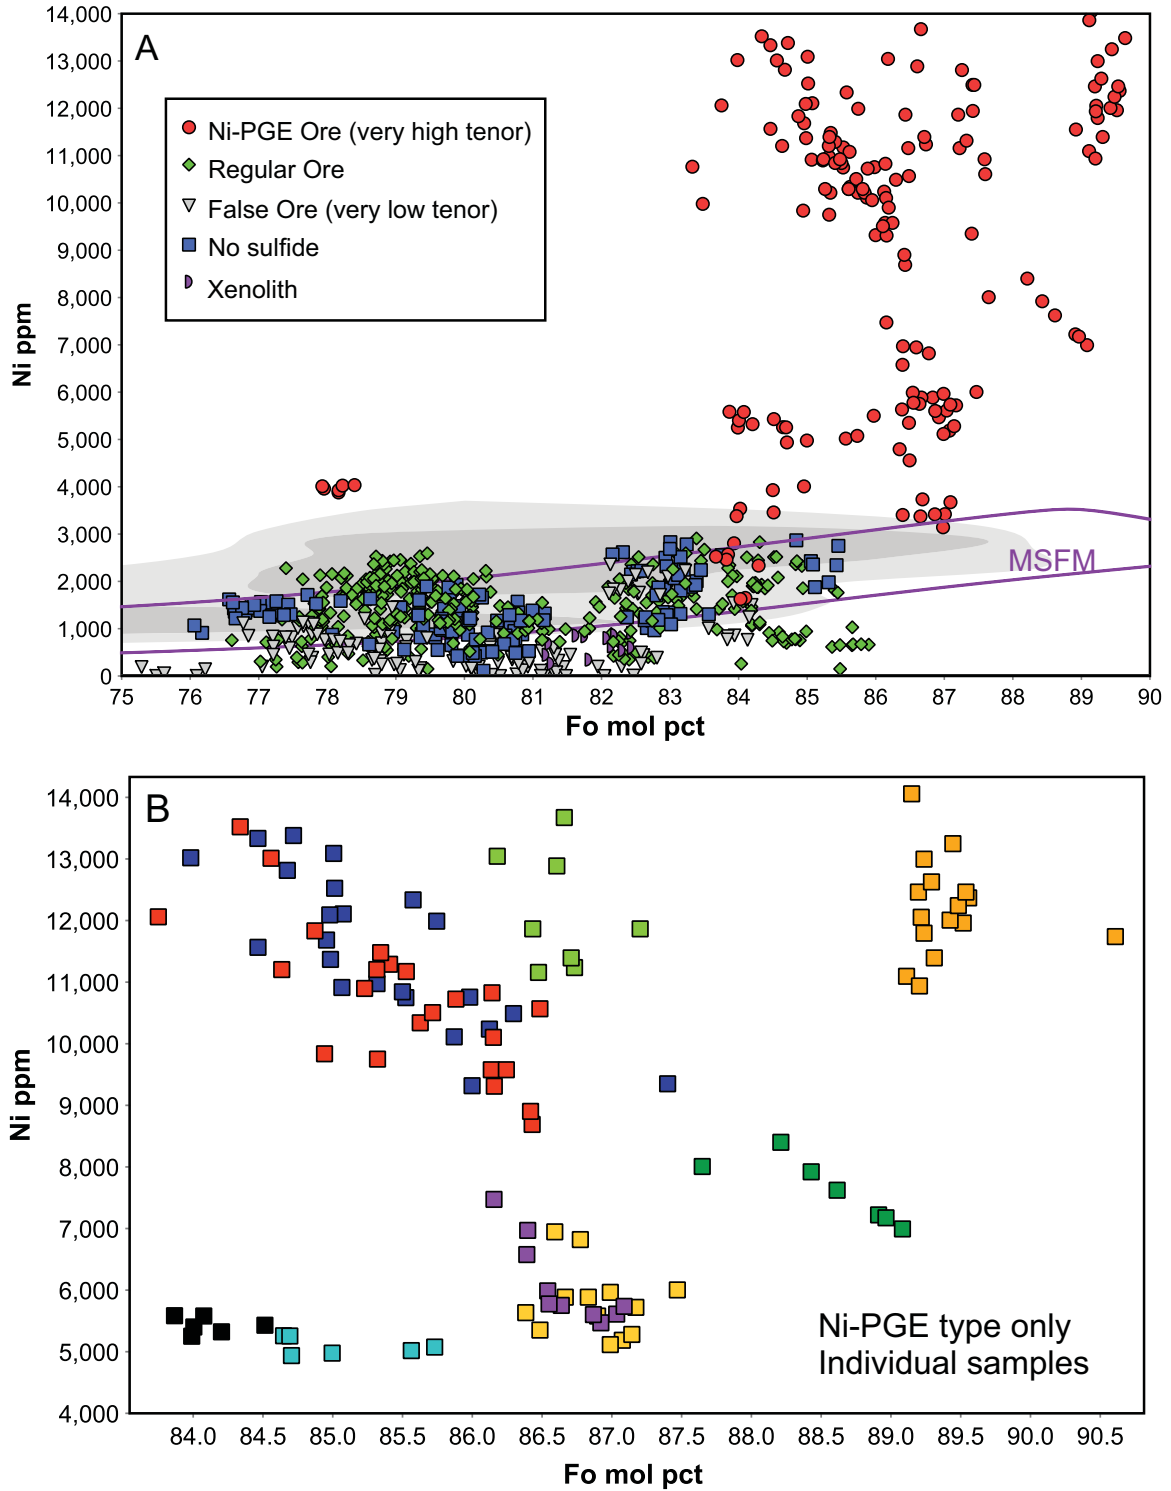 14,000
13,000
12,000
11,000
10,000
9,000
8,000
7,000
6,000
5,000
4,000
3,000
2,000
1,000
0
Ni ppm
A
Ni-PGE Ore (very high tenor)
Regular Ore
False Ore (very low tenor)
No sulfide
Xenolith
MSFM
75 76 77 78 79 80 81 82 83 84 85 86 87 88 89 90
Fo mol pct
14,000
13,000
12,000
11,000
10,000
9,000
8,000
7,000
6,000
5,000
4,000
Ni ppm
B
Ni-PGE type only
Individual samples
84.0 84.5 85.0 85.5 86.0 86.5 87.0 87.5 88.0 88.5 89.0 89.5 90.0 90.5
Fo mol pct